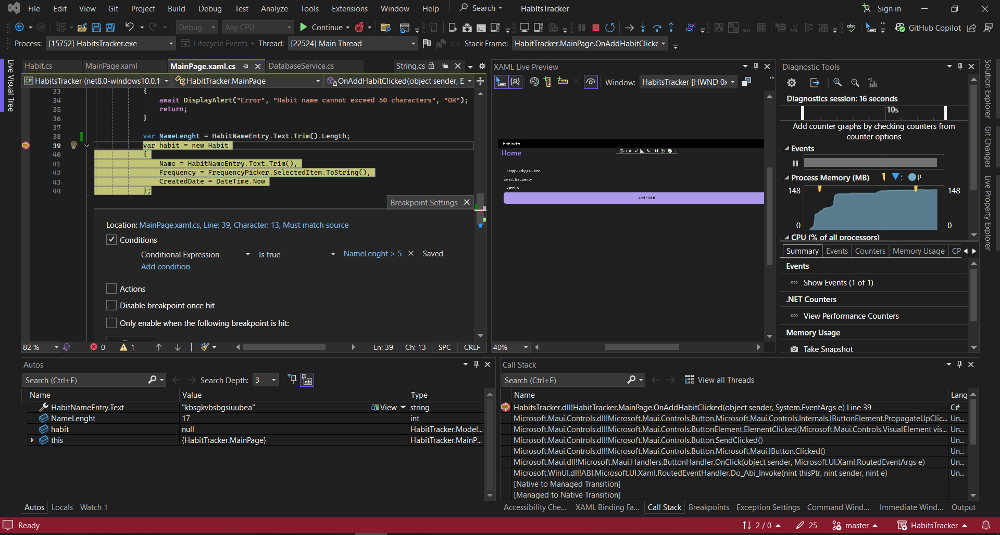 File Edit View Git Project Build Debug Test Analyze Tools Extensions Window Help Search HabitsTracker Sign in
Debug Any CPU Continue GitHub Copilot
Process: [15752] HabitsTracker.exe Lifecycle Events Thread: [22524] Main Thread Stack Frame: HabitTracker.MainPage.OnAddHabitClicke
Live Visual Tree
Habit.cs MainPage.xaml MainPage.xaml.cs DatabaseService.cs String.cs
HabitsTracker (net8.0-windows10.0.1 HabitTracker.MainPage OnAddHabitClicked(object sender, E
33 {
34 await DisplayAlert("Error", "Habit name cannot exceed 50 characters", "OK");
35 return;
36 }
37
38 var NameLenght = HabitNameEntry.Text.Trim().Length;
39 var habit = new Habit
40 {
41 Name = HabitNameEntry.Text.Trim(),
42 Frequency = FrequencyPicker.SelectedItem.ToString(),
43 CreatedDate = DateTime.Now
44 };
Breakpoint Settings
Location: MainPage.xaml.cs, Line: 39, Character: 13, Must match source
Conditions
Conditional Expression Is true NameLenght > 5 Saved
Add condition
Actions
Disable breakpoint once hit
Only enable when the following breakpoint is hit:
82 % 0 1 Ln: 39 Ch: 13 SPC CRLF
XAML Live Preview
Window: HabitsTracker [HWND 0x
HabitsTracker
Home
kbsgkvbsbgsiuubea
Select frequency
Weekly
Add Habit
40%
Diagnostic Tools
Diagnostics session: 16 seconds
10s
Add counter graphs by checking counters from
counter options
Events
Process Memory (MB) P
148 148
0 0
CPU (% of all processors)
Summary Events Counters Memory Usage CP
Events
Show Events (1 of 1)
.NET Counters
View Performance Counters
Memory Usage
Take Snapshot
Solution Explorer
Git Changes
Live Property Explorer
Autos
Search (Ctrl+E) Search Depth: 3
Name Value Type
HabitNameEntry.Text "kbsgkvbsbgsiuubea" View string
NameLenght 17 int
habit null HabitTracker.Model...
this {HabitTracker.MainPage} HabitTracker.MainP...
Autos Locals Watch 1
Call Stack
Search (Ctrl+E) View all Threads
Name Lang
HabitsTracker.dll!HabitTracker.MainPage.OnAddHabitClicked(object sender, System.EventArgs e) Line 39 C#
Microsoft.Maui.Controls.dll!Microsoft.Maui.Controls.Button.Microsoft.Maui.Controls.Internals.IButtonElement.PropagateUpClic... Un...
Microsoft.Maui.Controls.dll!Microsoft.Maui.Controls.ButtonElement.ElementClicked(Microsoft.Maui.Controls.VisualElement vis... Un...
Microsoft.Maui.Controls.dll!Microsoft.Maui.Controls.Button.SendClicked() Un...
Microsoft.Maui.Controls.dll!Microsoft.Maui.Controls.Button.Microsoft.Maui.IButton.Clicked() Un...
Microsoft.Maui.dll!Microsoft.Maui.Handlers.ButtonHandler.OnClick(object sender, Microsoft.UI.Xaml.RoutedEventArgs e) Un...
Microsoft.WinUI.dll!ABI.Microsoft.UI.Xaml.RoutedEventHandler.Do_Abi_Invoke(nint thisPtr, nint sender, nint e) Un...
[Native to Managed Transition]
[Managed to Native Transition]
Accessibility Che... XAML Binding Fa... Call Stack Breakpoints Exception Settings Command Wind... Immediate Wind... Output
Ready 2 / 0 25 master HabitsTracker